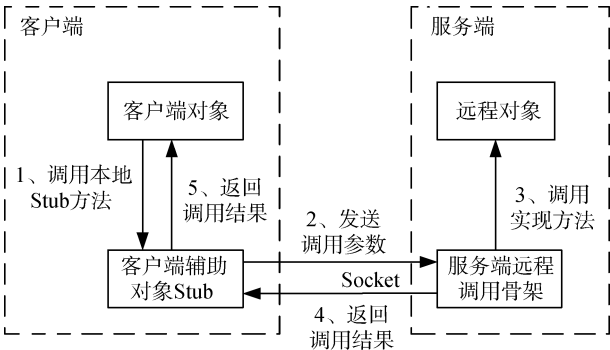 客户端
服务端
客户端对象
远程对象
1、调用本地
Stub方法
5、返回
调用结果
2、发送
调用参数
3、调用
实现方法
客户端辅助
对象Stub
Socket
服务端远程
调用骨架
4、返回
调用结果